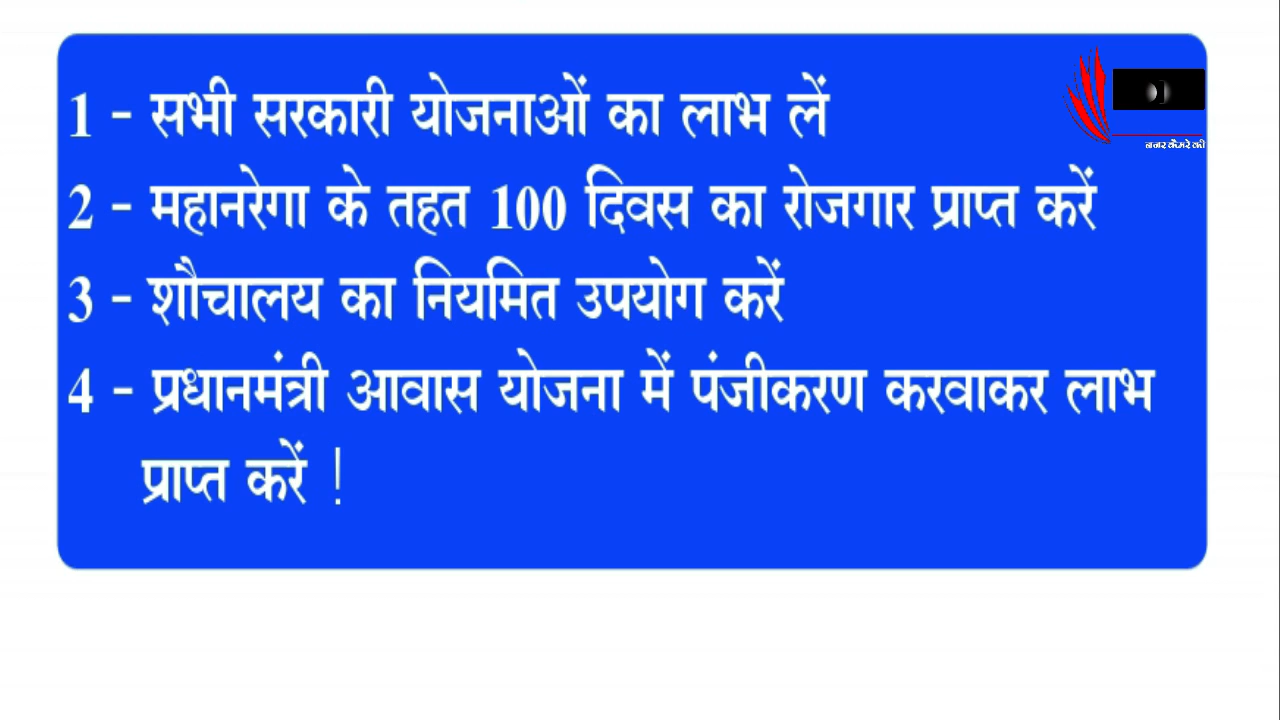 1 - सभी सरकारी योजनाओं का लाभ लें
2 - महानरेगा के तहत 100 दिवस का रोजगार प्राप्त करें
3 - शौचालय का नियमित उपयोग करें
4 - प्रधानमंत्री आवास योजना में पंजीकरण करवाकर लाभ
प्राप्त करें !